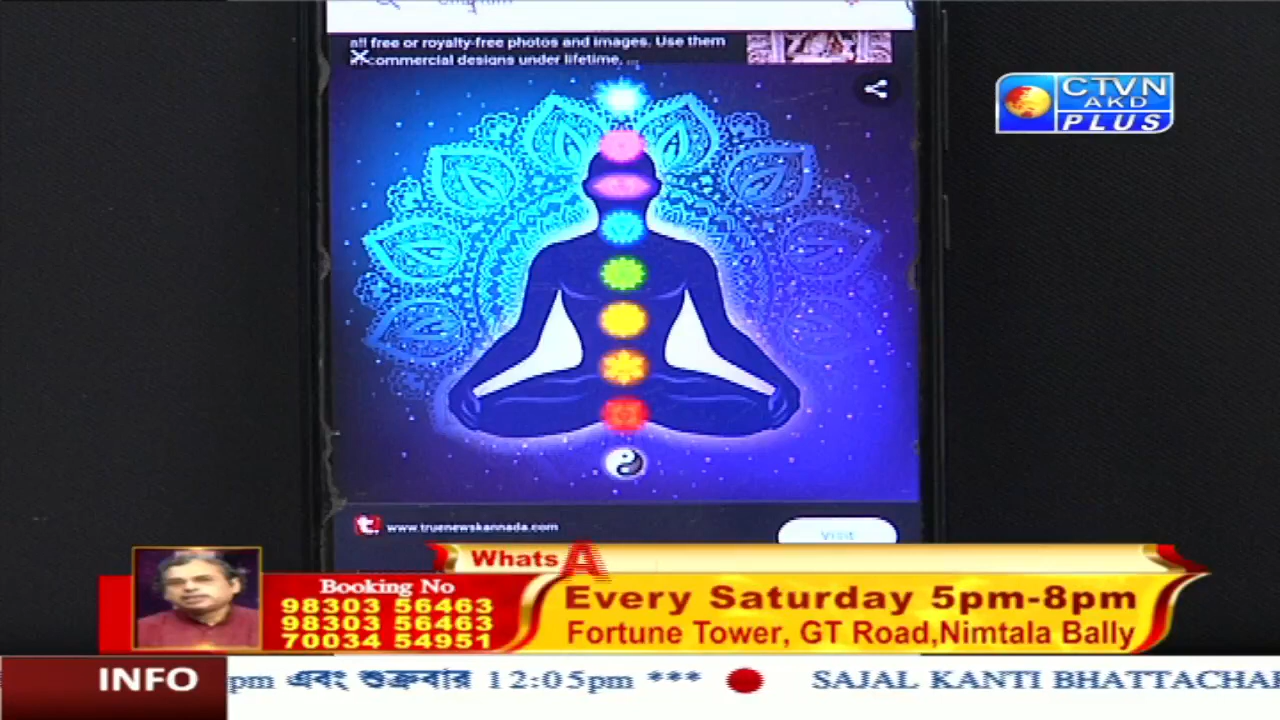 all free or royalty-free photos and images. Use them
commercial designs under lifetime, ...
CTVN
AKD
PLUS
www.truenewskannada.com
Visit
Whats A
Booking No
98303 56463
98303 56463
70034 54951
Every Saturday 5pm-8pm
Fortune Tower, GT Road,Nimtala Bally
INFO
pm এবং শুক্রবার 12:05pm *** SAJAL KANTI BHATTACHAR